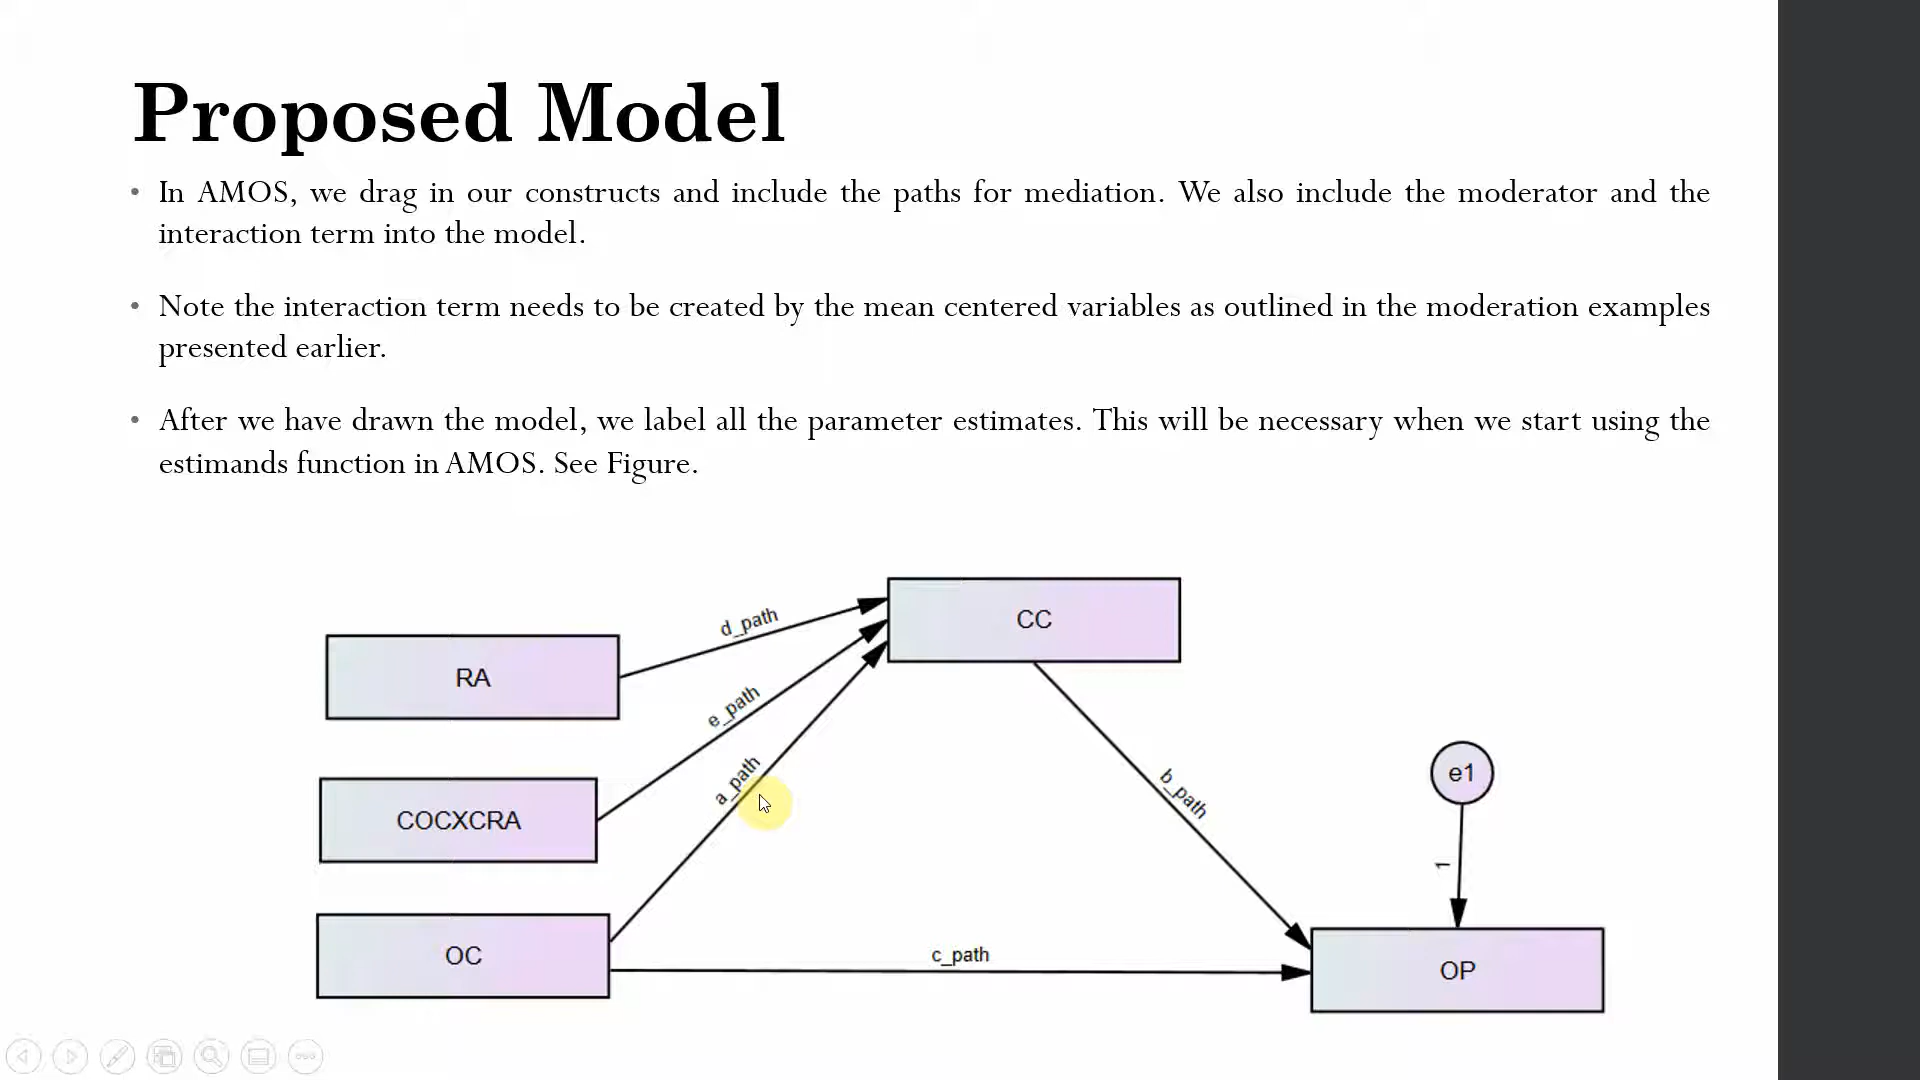 Proposed Model
• In AMOS, we drag in our constructs and include the paths for mediation. We also include the moderator and the
interaction term into the model.
• Note the interaction term needs to be created by the mean centered variables as outlined in the moderation examples
presented earlier.
• After we have drawn the model, we label all the parameter estimates. This will be necessary when we start using the
estimands function in AMOS. See Figure.
CC
d_path
RA
e_path
a_path
b_path
e1
COCXCRA
1
OC
c_path
OP